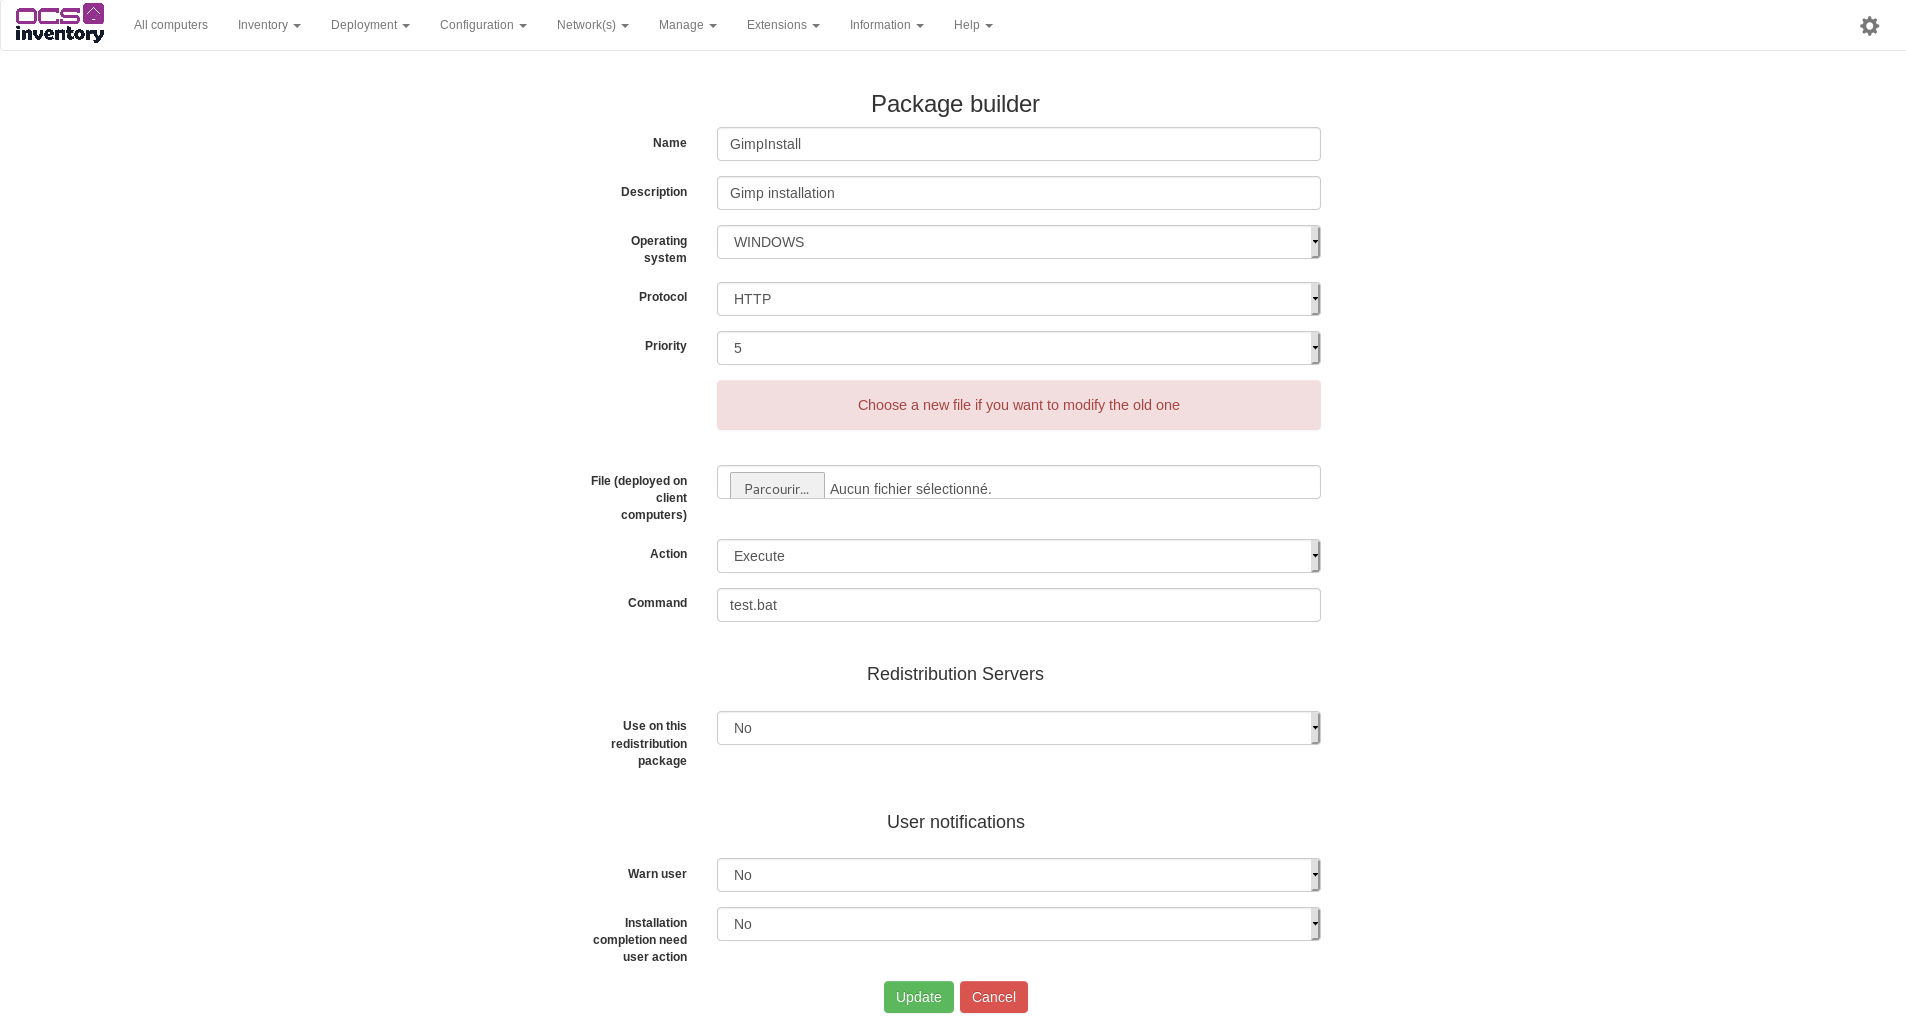 OCS inventory
All computers Inventory Deployment Configuration Network(s) Manage Extensions Information Help
Package builder
Name GimpInstall
Description Gimp installation
Operating system WINDOWS
Protocol HTTP
Priority 5
Choose a new file if you want to modify the old one
File (deployed on client computers) Parcourir... Aucun fichier sélectionné.
Action Execute
Command test.bat
Redistribution Servers
Use on this redistribution package No
User notifications
Warn user No
Installation completion need user action No
Update Cancel